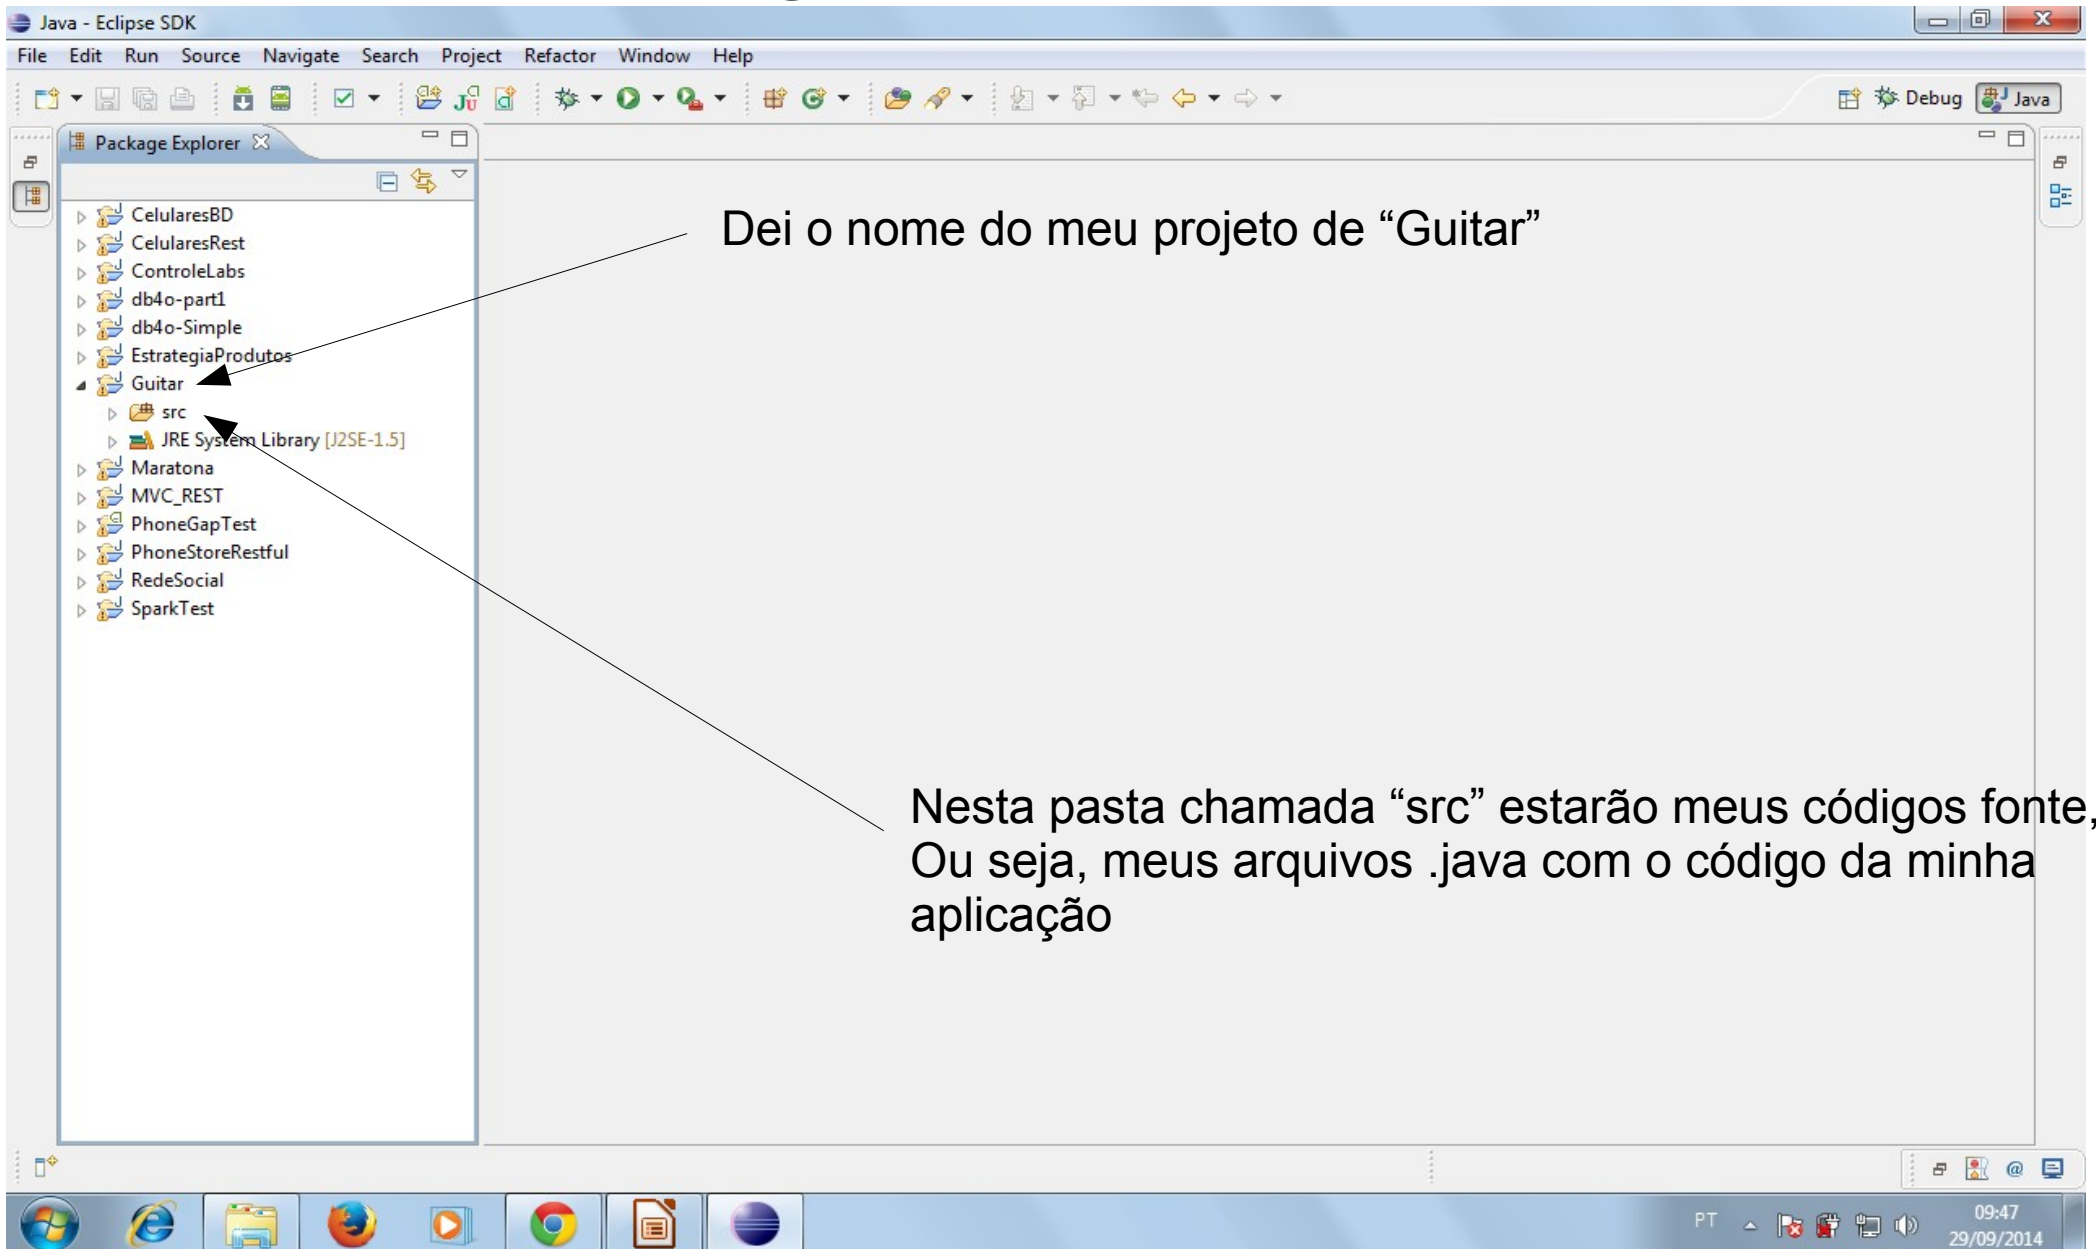 Java - Eclipse SDK
File Edit Run Source Navigate Search Project Refactor Window Help
Debug Java
Package Explorer
CelularesBD
CelularesRest
ControleLabs
db4o-part1
db4o-Simple
EstrategiaProdutos
Guitar
src
JRE System Library [J2SE-1.5]
Maratona
MVC_REST
PhoneGapTest
PhoneStoreRestful
RedeSocial
SparkTest
Dei o nome do meu projeto de “Guitar”
Nesta pasta chamada “src” estarão meus códigos fonte,
Ou seja, meus arquivos .java com o código da minha
aplicação
PT
09:47
29/09/2014